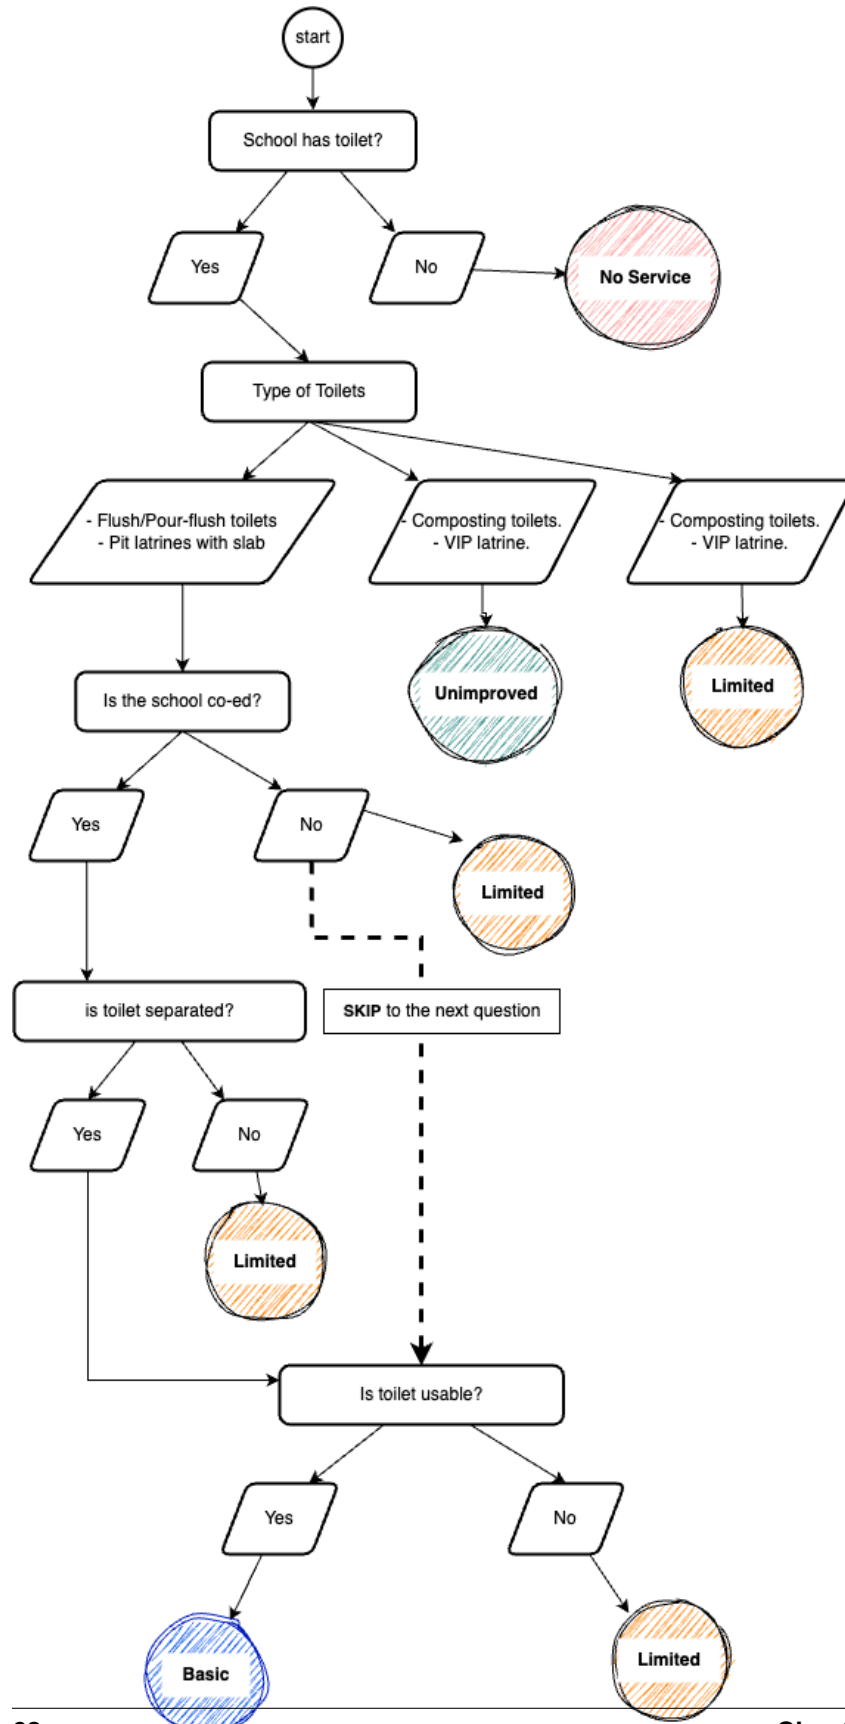 start
School has toilet?
Yes
No
No Service
Type of Toilets
- Flush/Pour-flush toilets
- Pit latrines with slab
- Composting toilets.
- VIP latrine.
- Composting toilets.
- VIP latrine.
Unimproved
Limited
Is the school co-ed?
Yes
No
Limited
is toilet separated?
SKIP to the next question
Yes
No
Limited
Is toilet usable?
Yes
No
Basic
Limited